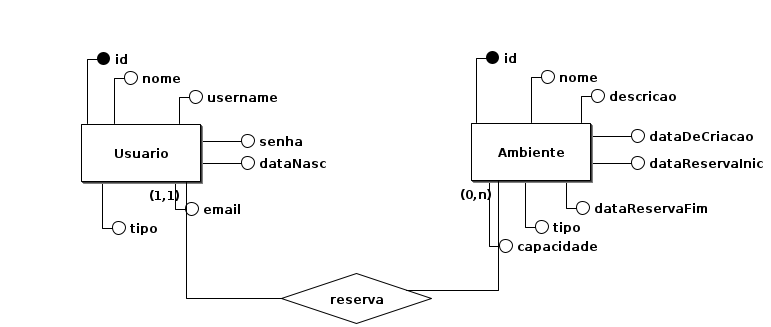 id
nome
username
Usuario
senha
dataNasc
(1,1)
email
tipo
id
nome
descricao
Ambiente
dataDeCriacao
dataReservaInic
(0,n)
dataReservaFim
tipo
capacidade
reserva